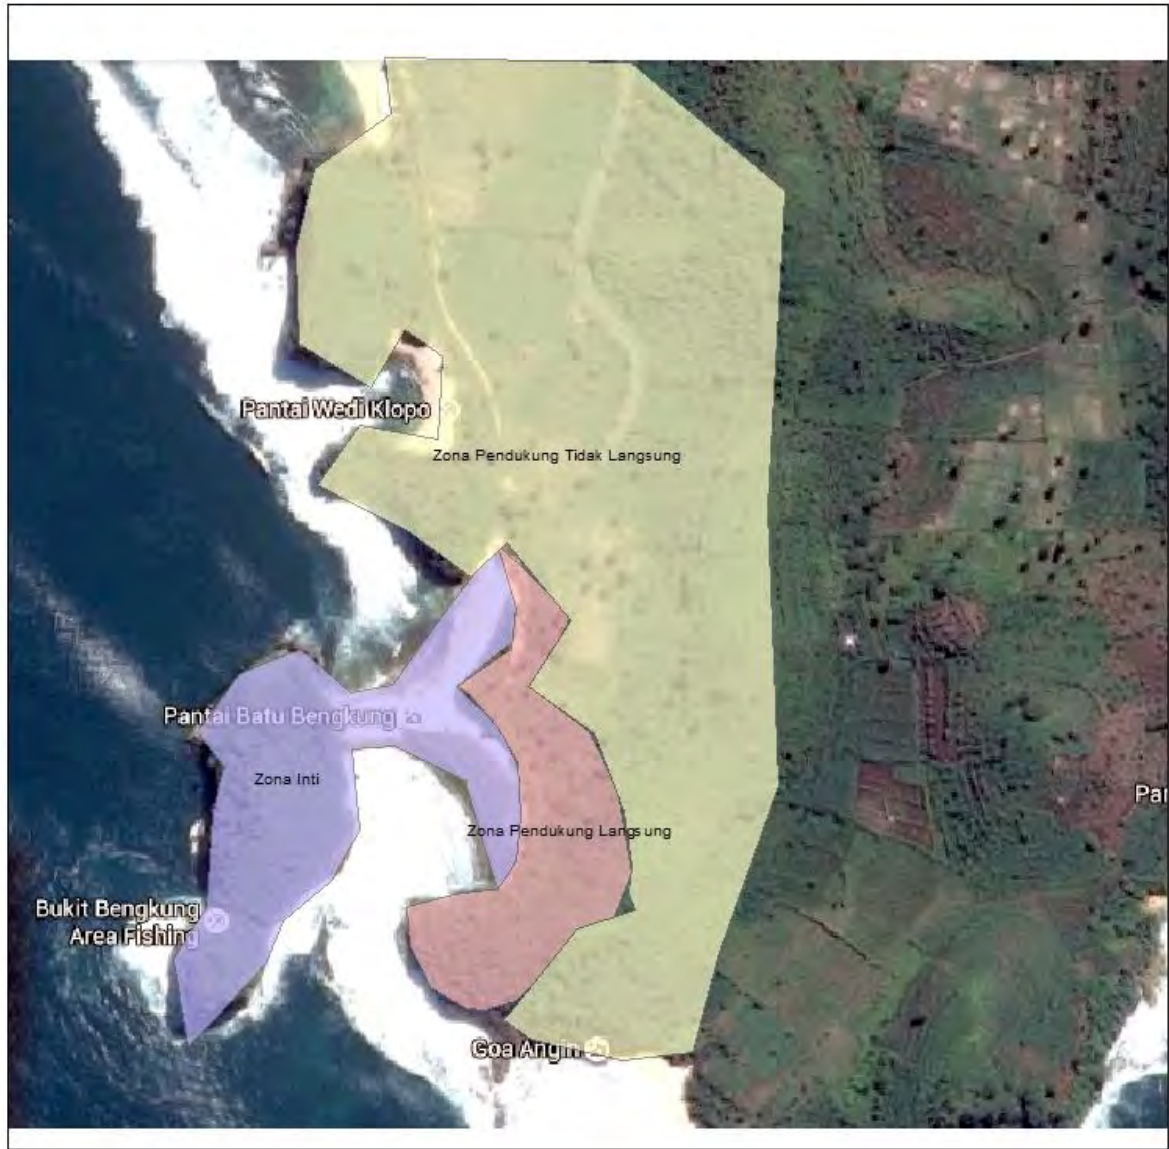 Pantai Wedi Klopo
Zona Pendukung Tidak Langsung
Pantai Batu Bengkung
Zona Inti
Par
Zona Pendukung Langsung
Bukit Bengkung
Area Fishing
Goa Angin